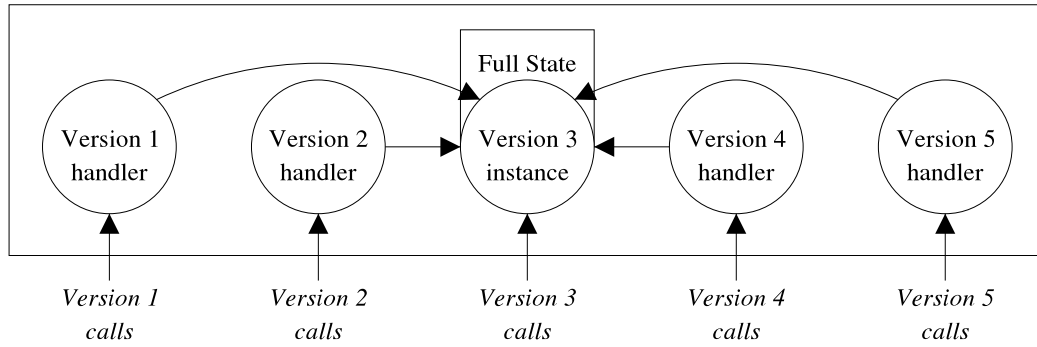 Full State
Version 1
handler
Version 2
handler
Version 3
instance
Version 4
handler
Version 5
handler
Version 1
calls
Version 2
calls
Version 3
calls
Version 4
calls
Version 5
calls